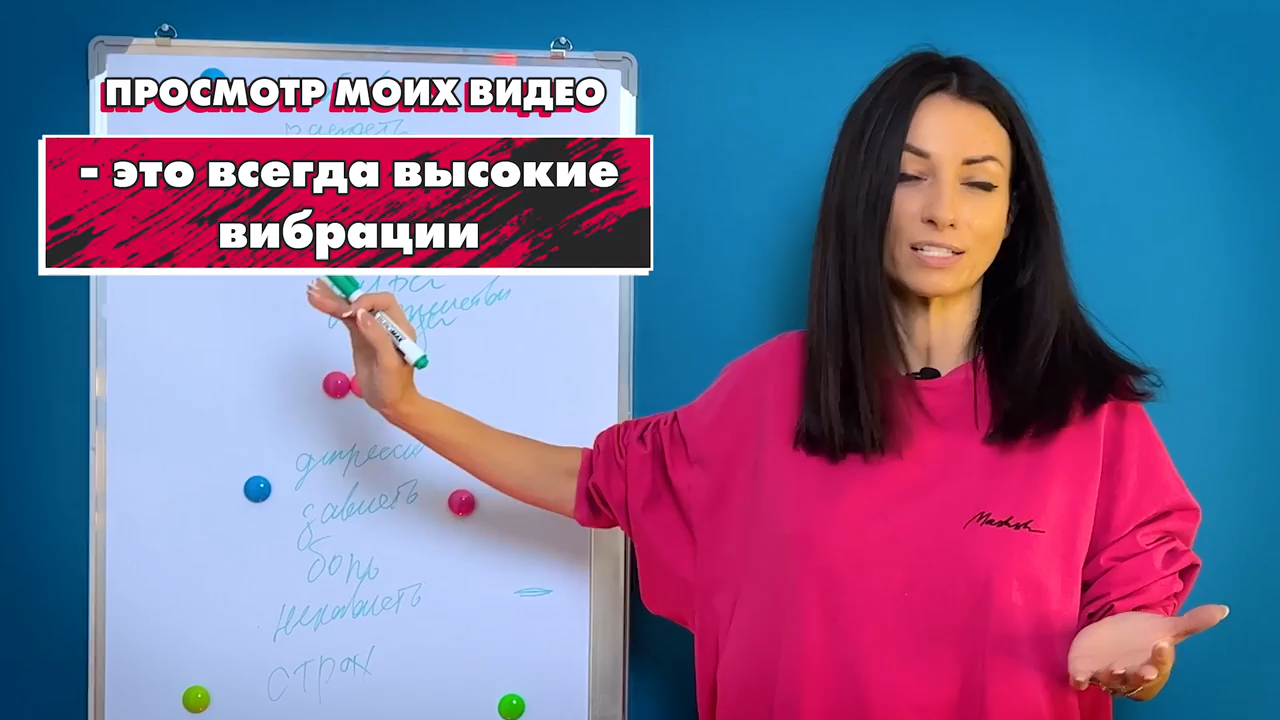 ПРОСМОТР МОИХ ВИДЕО
- это всегда высокие
вибрации
депрессия
зависть
боль
ненависть
страх